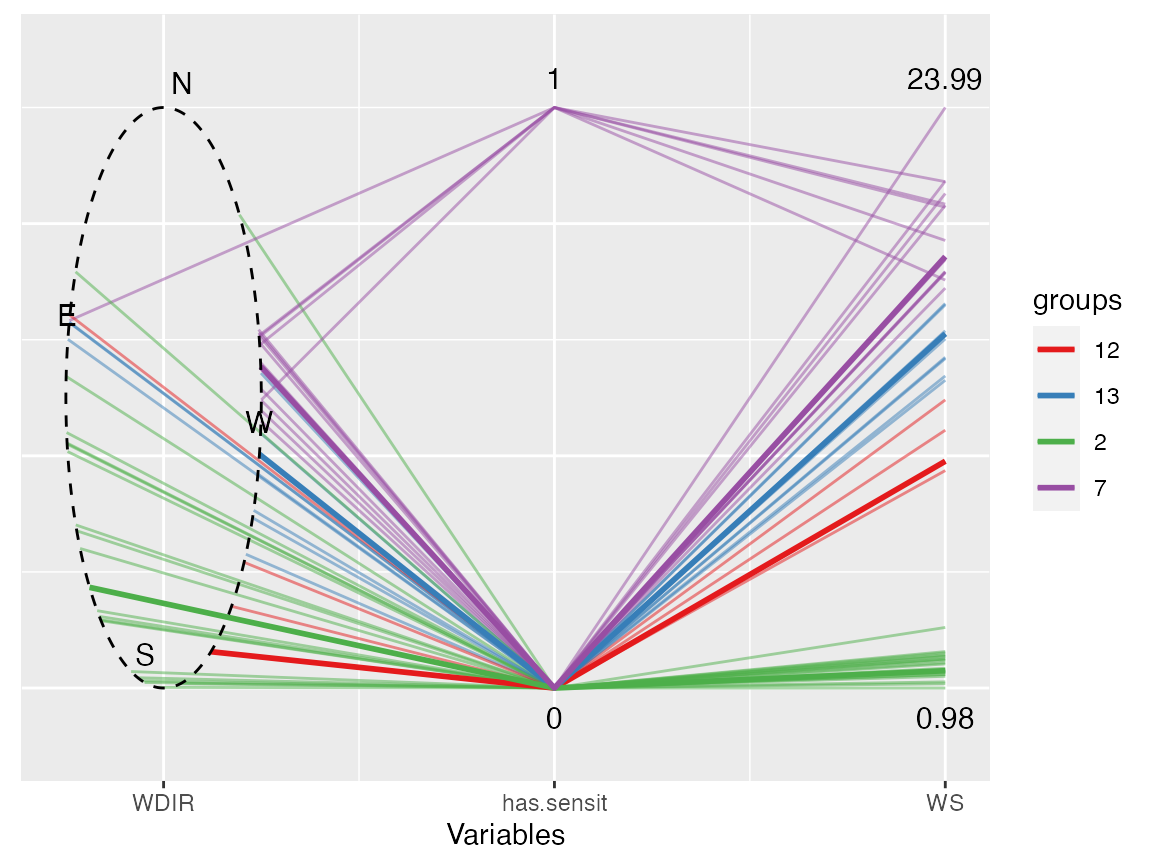 N
1
23.99
E
W
S
0
0.98
WDIR
has.sensit
WS
Variables
groups
12
13
2
7